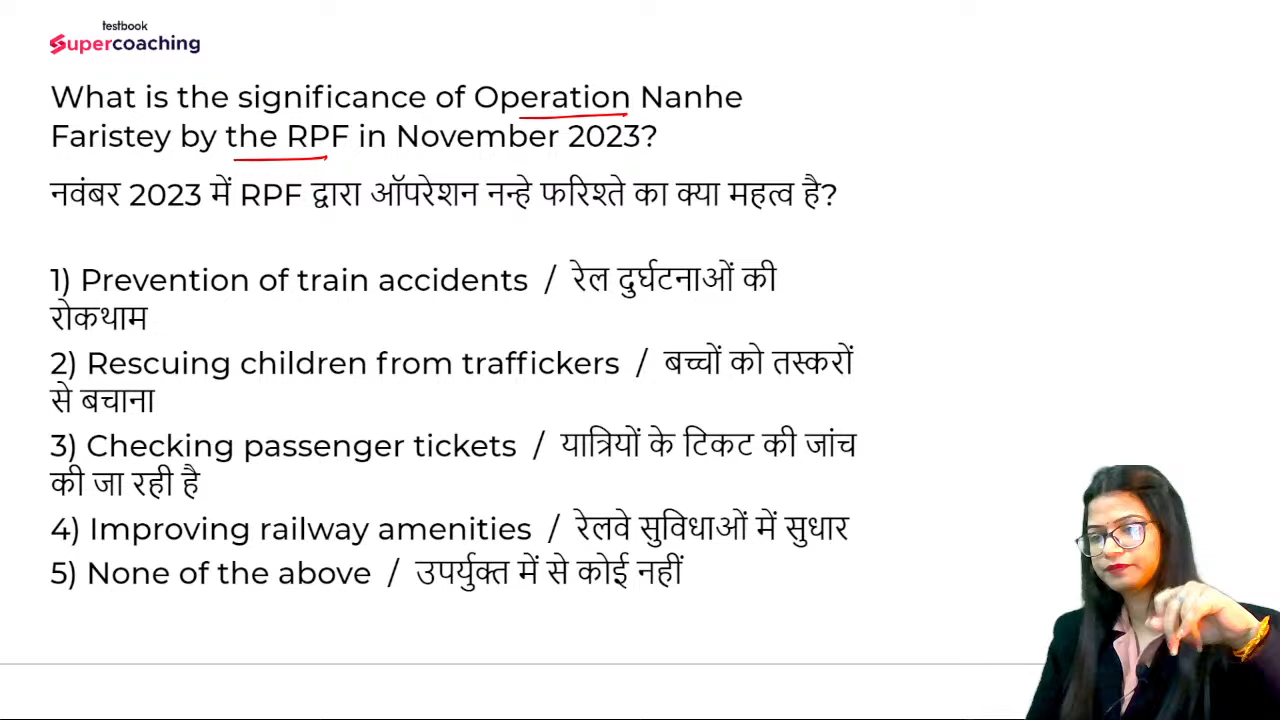 testbook
Supercoaching
What is the significance of Operation Nanhe
Faristey by the RPF in November 2023?
नवंबर 2023 में RPF द्वारा ऑपरेशन नन्हे फरिश्ते का क्या महत्व है?
1) Prevention of train accidents / रेल दुर्घटनाओं की
रोकथाम
2) Rescuing children from traffickers / बच्चों को तस्करों
से बचाना
3) Checking passenger tickets / यात्रियों के टिकट की जांच
की जा रही है
4) Improving railway amenities / रेलवे सुविधाओं में सुधार
5) None of the above / उपर्युक्त में से कोई नहीं